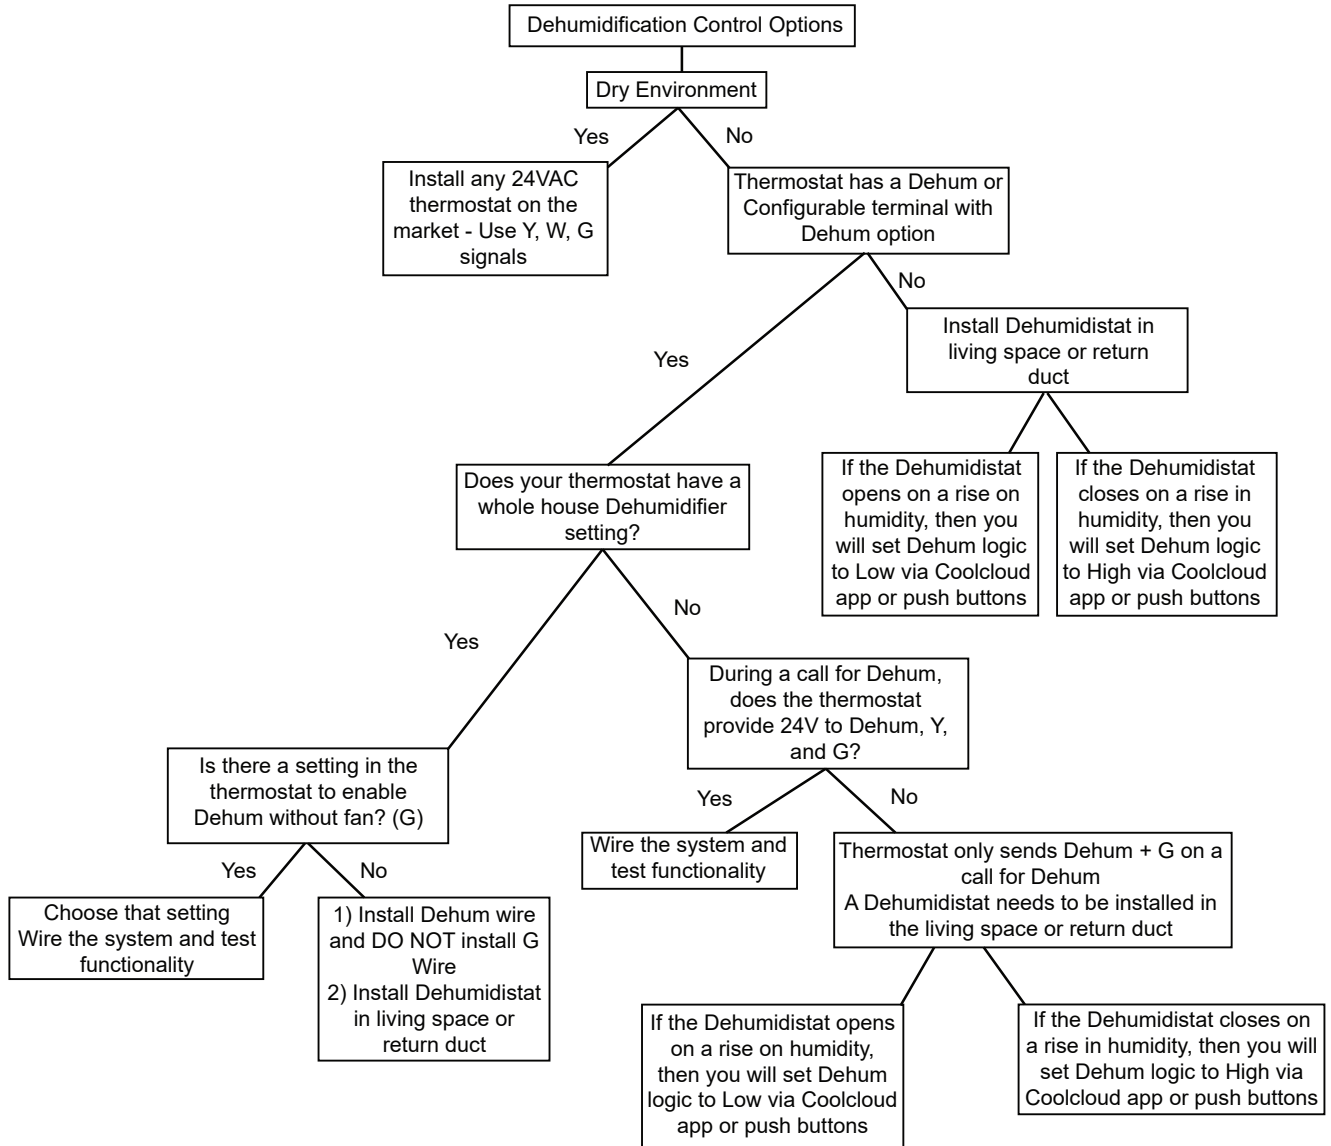 Dehumidification Control Options
Dry Environment
Yes
No
Install any 24VAC
thermostat on the
market - Use Y, W, G
signals
Thermostat has a Dehum or
Configurable terminal with
Dehum option
No
Yes
Install Dehumidistat in
living space or return
duct
Does your thermostat have a
whole house Dehumidifier
setting?
If the Dehumidistat
opens on a rise on
humidity, then you
will set Dehum logic
to Low via Coolcloud
app or push buttons
If the Dehumidistat
closes on a rise in
humidity, then you
will set Dehum logic
to High via Coolcloud
app or push buttons
Yes
No
During a call for Dehum,
does the thermostat
provide 24V to Dehum, Y,
and G?
Is there a setting in the
thermostat to enable
Dehum without fan? (G)
Yes
No
Wire the system and
test functionality
Thermostat only sends Dehum + G on a
call for Dehum
A Dehumidistat needs to be installed in
the living space or return duct
Yes
No
Choose that setting
Wire the system and test
functionality
1) Install Dehum wire
and DO NOT install G
Wire
2) Install Dehumidistat
in living space or
return duct
If the Dehumidistat opens
on a rise on humidity,
then you will set Dehum
logic to Low via Coolcloud
app or push buttons
If the Dehumidistat closes on
a rise in humidity, then you will
set Dehum logic to High via
Coolcloud app or push buttons